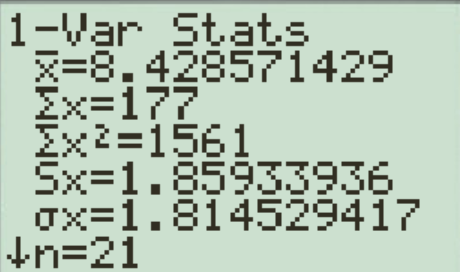 1-Var Stats
x̄=8.428571429
Σx=177
Σx²=1561
Sx=1.85933936
σx=1.814529417
↓n=21